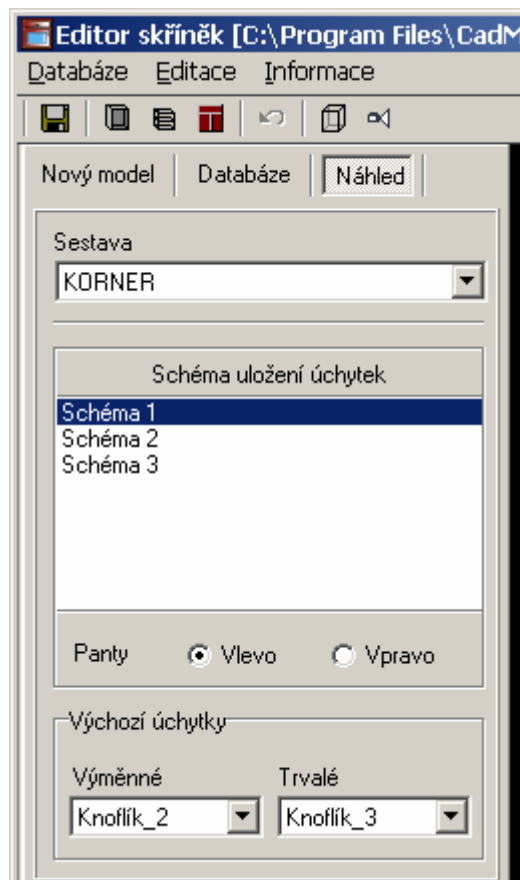 Editor skříněk [C:\Program Files\CadM
Databáze Editace Informace
Nový model Databáze Náhled
Sestava
KORNER
Schéma uložení úchytek
Schéma 1
Schéma 2
Schéma 3
Panty Vlevo Vpravo
Výchozí úchytky
Výměnné Trvalé
Knoflík_2 Knoflík_3